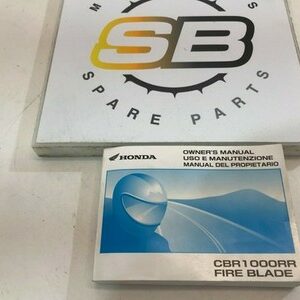 M
SB
SPARE PARTS
HONDA
OWNER'S MANUAL
USO E MANUTENZIONE
MANUAL DEL PROPIETARIO
CBR1000RR
FIRE BLADE